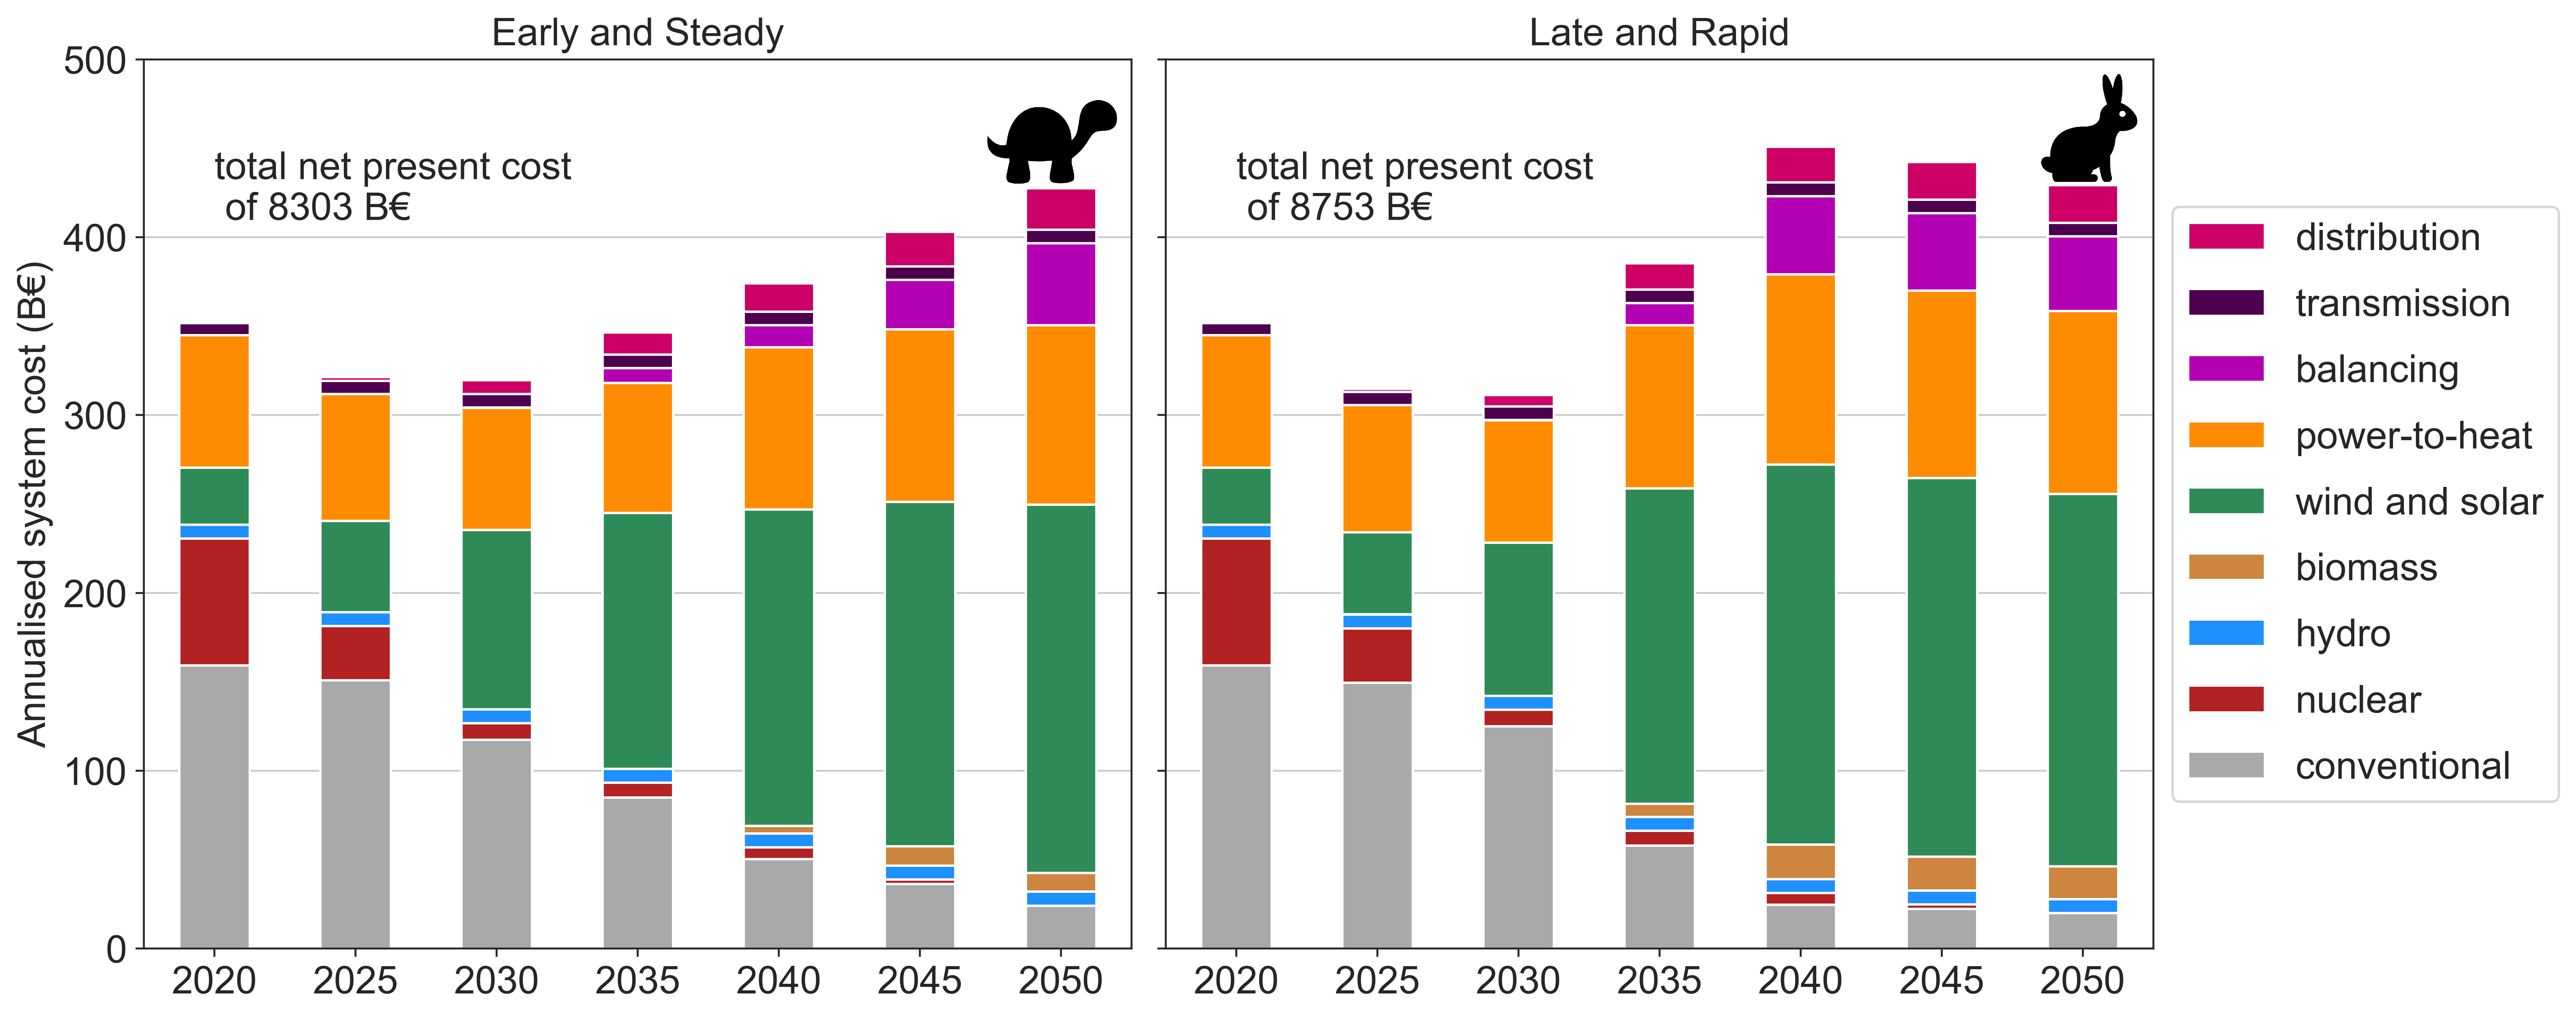 Early and Steady
Late and Rapid
Annualised system cost (B€)
500
400
300
200
100
0
total net present cost
of 8303 B€
total net present cost
of 8753 B€
2020 2025 2030 2035 2040 2045 2050
2020 2025 2030 2035 2040 2045 2050
distribution
transmission
balancing
power-to-heat
wind and solar
biomass
hydro
nuclear
conventional